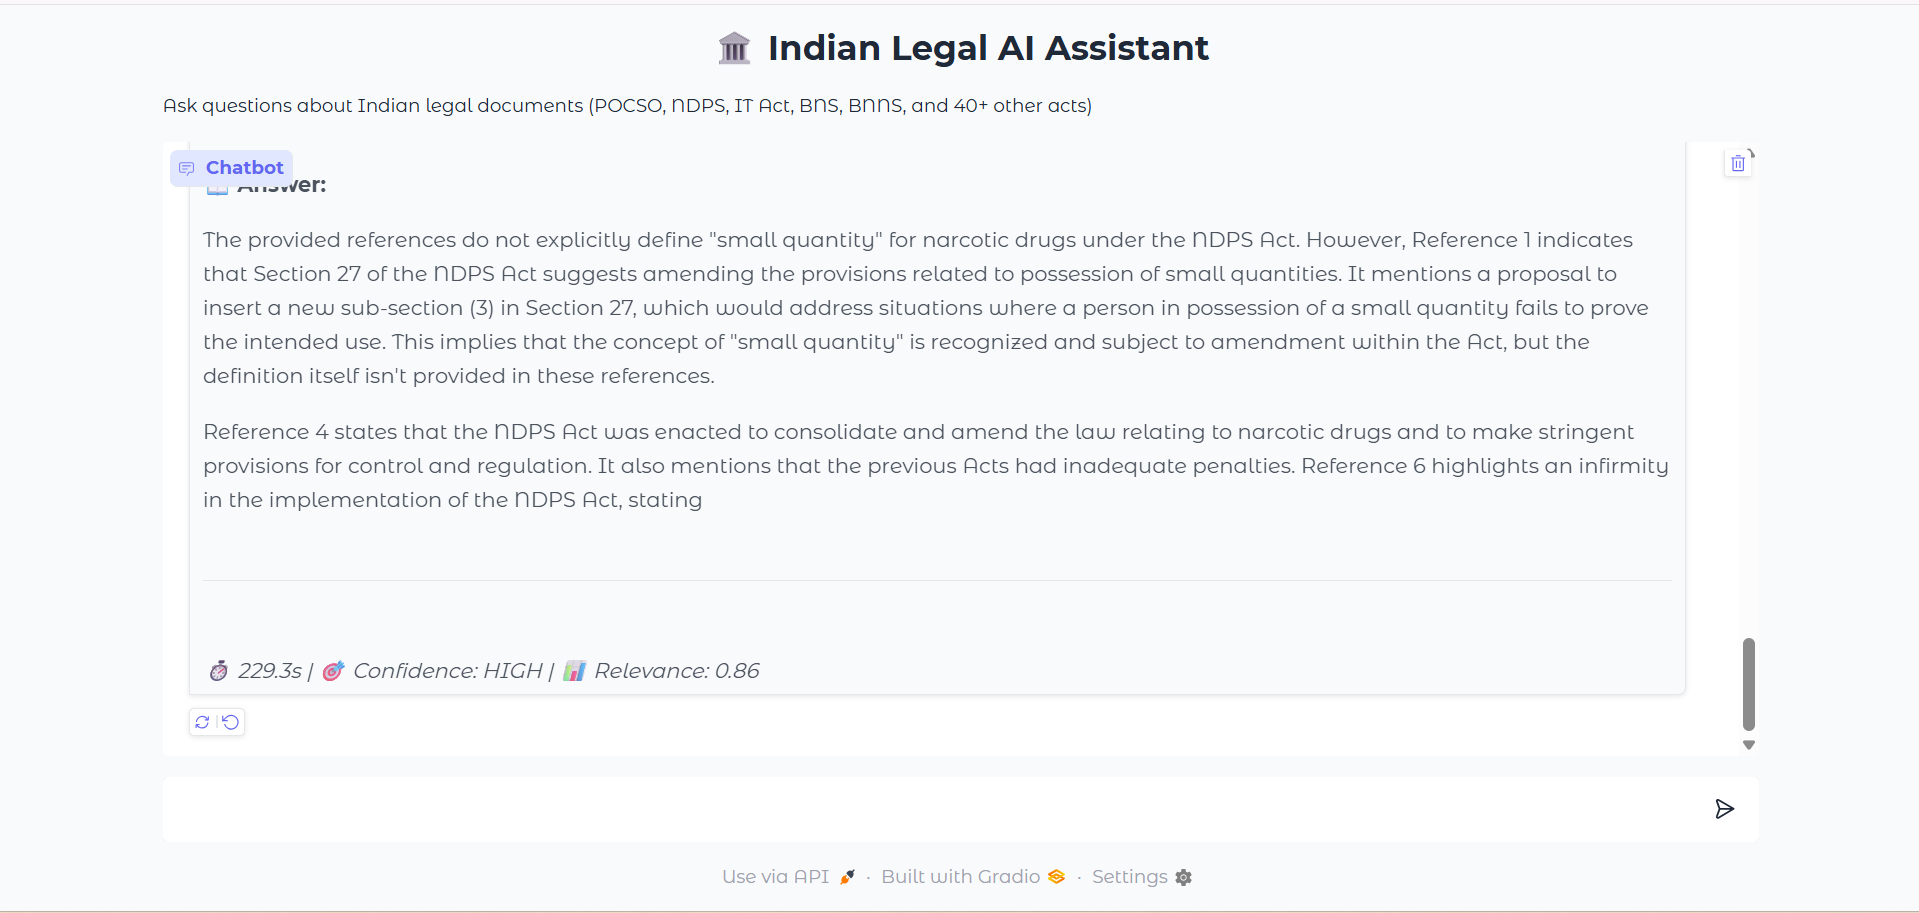 Indian Legal AI Assistant
Ask questions about Indian legal documents (POCSO, NDPS, IT Act, BNS, BNNS, and 40+ other acts)
Chatbot
Answer:
The provided references do not explicitly define "small quantity" for narcotic drugs under the NDPS Act. However, Reference 1 indicates
that Section 27 of the NDPS Act suggests amending the provisions related to possession of small quantities. It mentions a proposal to
insert a new sub-section (3) in Section 27, which would address situations where a person in possession of a small quantity fails to prove
the intended use. This implies that the concept of "small quantity" is recognized and subject to amendment within the Act, but the
definition itself isn't provided in these references.
Reference 4 states that the NDPS Act was enacted to consolidate and amend the law relating to narcotic drugs and to make stringent
provisions for control and regulation. It also mentions that the previous Acts had inadequate penalties. Reference 6 highlights an infirmity
in the implementation of the NDPS Act, stating
229.3s | Confidence: HIGH | Relevance: 0.86
Use via API · Built with Gradio · Settings